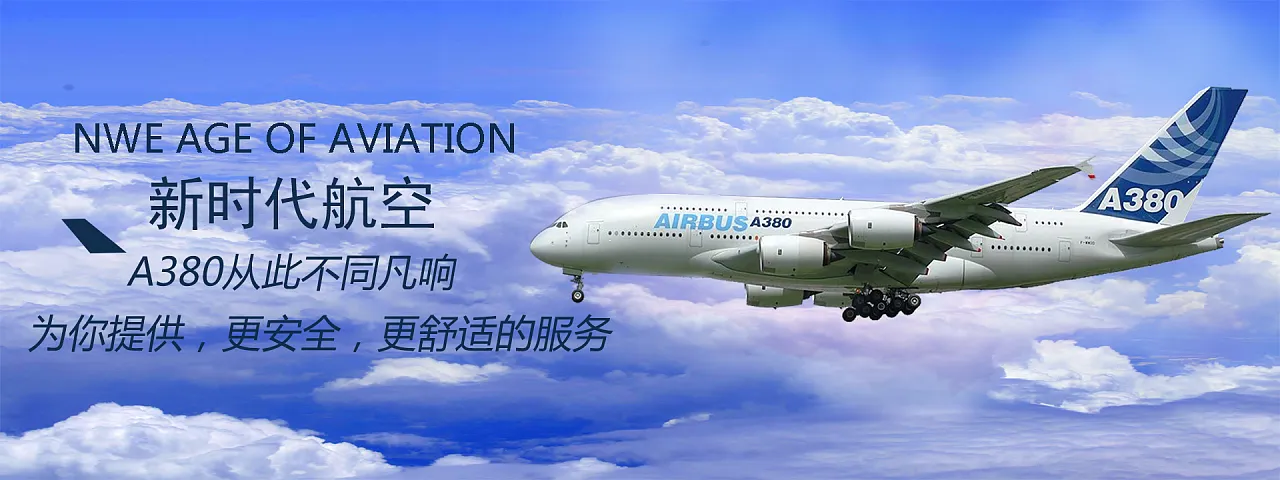 NWE AGE OF AVIATION
新时代航空
A380从此不同凡响
为你提供，更安全，更舒适的服务
AIRBUS A380
A380